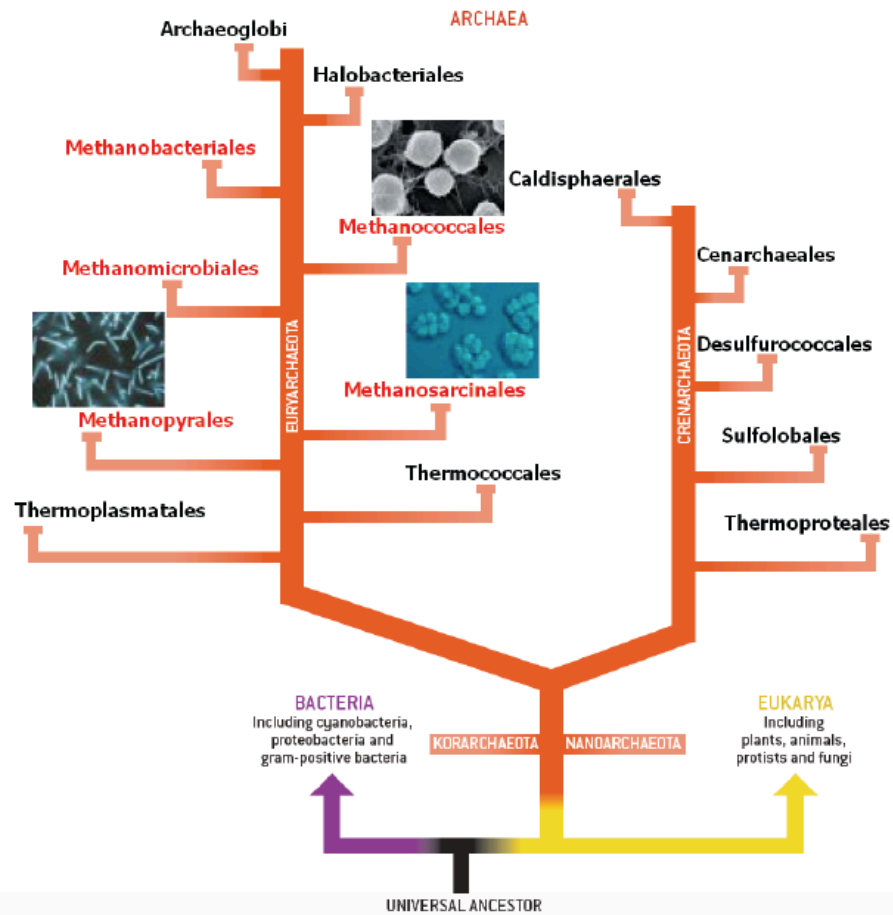 ARCHAEA
Archaeoglobi
Halobacteriales
Methanobacteriales
Caldisphaerales
Methanococcales
Cenarchaeales
Methanomicrobiales
EURYARCHAEOTA
CRENARCHAEOTA
Desulfurococcales
Methanosarcinales
Methanopyrales
Sulfolobales
Thermococcales
Thermoplasmatales
Thermoproteales
BACTERIA
Including cyanobacteria,
proteobacteria and
gram-positive bacteria
KORARCHAEOTA
NANOARCHAEOTA
EUKARYA
Including
plants, animals,
protists and fungi
UNIVERSAL ANCESTOR